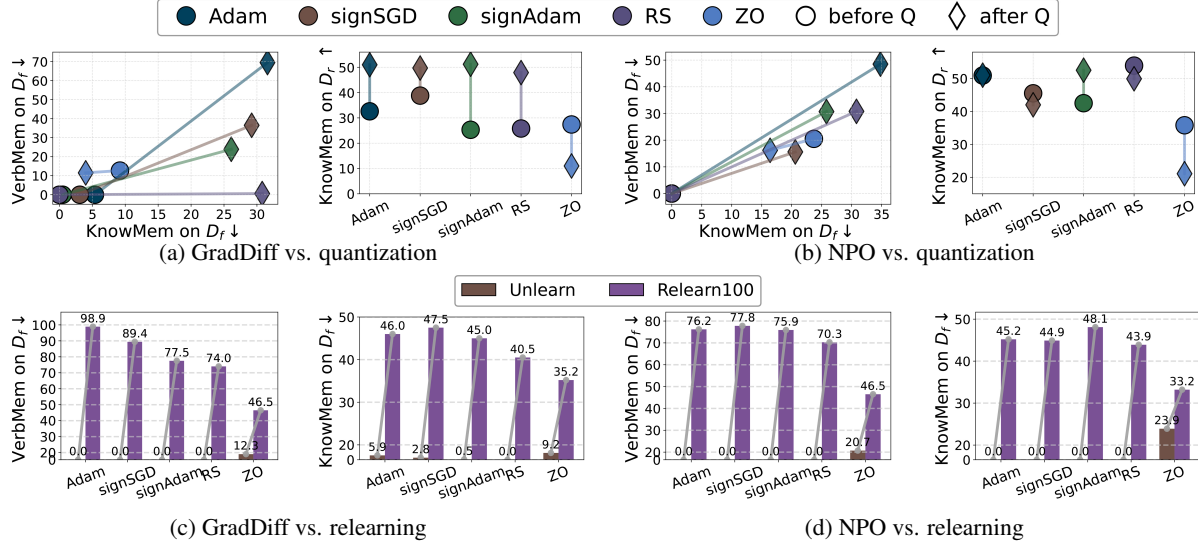 Adam signSGD signAdam RS ZO before Q after Q
VerbMem on D_f ↓
70
60
50
40
30
20
10
0
0 5 10 15 20 25 30
KnowMem on D_f ↓
KnowMem on D_r ↑
50
40
30
20
10
0
Adam signSGD signAdam RS ZO
(a) GradDiff vs. quantization
VerbMem on D_f ↓
50
40
30
20
10
0
0 5 10 15 20 25 30 35
KnowMem on D_f ↓
KnowMem on D_r ↑
50
40
30
20
Adam signSGD signAdam RS ZO
(b) NPO vs. quantization
Unlearn Relearn100
VerbMem on D_f ↓
100
90
80
70
60
50
40
30
20
0
98.9 89.4 77.5 74.0 46.5
0.0 0.0 0.0 0.0 12.3
Adam signSGD signAdam RS ZO
KnowMem on D_f ↓
50
40
30
20
0
46.0 47.5 45.0 40.5 35.2
5.9 2.8 0.5 0.0 9.2
Adam signSGD signAdam RS ZO
(c) GradDiff vs. relearning
VerbMem on D_f ↓
80
70
60
50
40
30
20
0
76.2 77.8 75.9 70.3 46.5
0.0 0.0 0.0 0.0 20.7
Adam signSGD signAdam RS ZO
KnowMem on D_f ↓
50
40
30
20
0
45.2 44.9 48.1 43.9 33.2
0.0 0.0 0.0 0.0 23.9
Adam signSGD signAdam RS ZO
(d) NPO vs. relearning